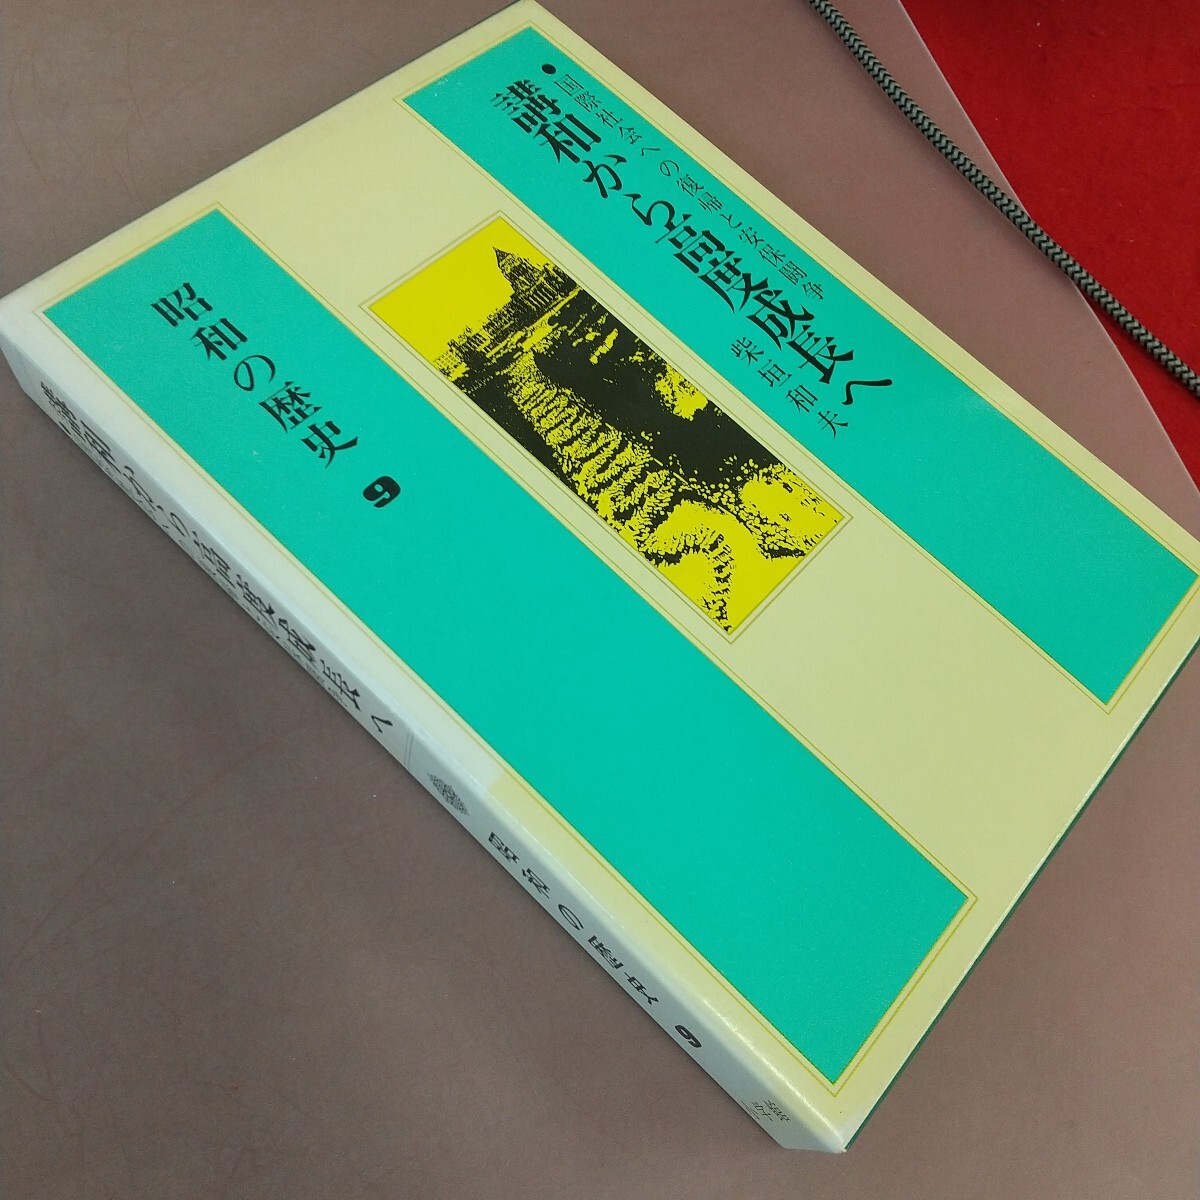 国際社会への復帰と安保闘争
●講和から高度成長へ
柴垣和夫
昭和の歴史 9
講和から高度成長へ
昭和の歴史 9